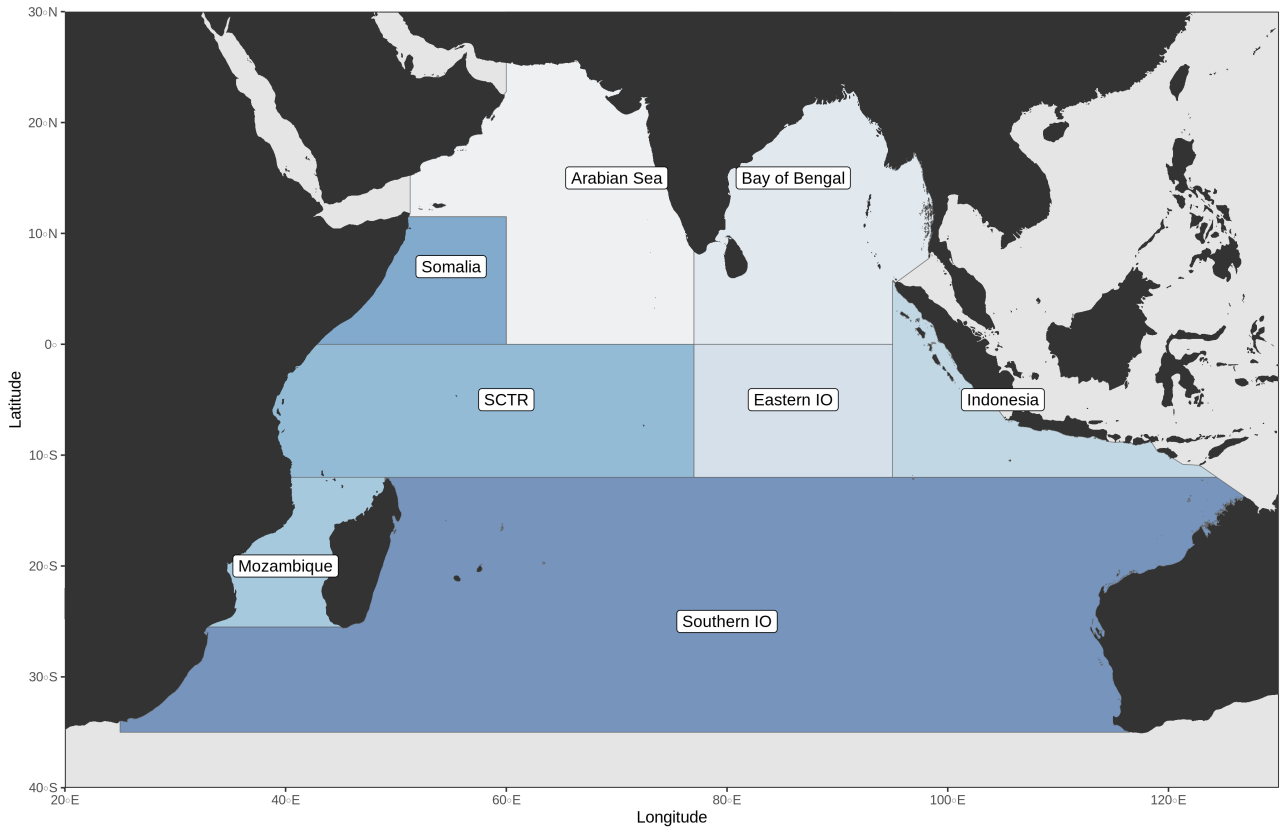 30°N
20°N
10°N
0°
10°S
20°S
30°S
40°S
Latitude
Arabian Sea
Bay of Bengal
Somalia
SCTR
Eastern IO
Indonesia
Mozambique
Southern IO
20°E
40°E
60°E
80°E
100°E
120°E
Longitude